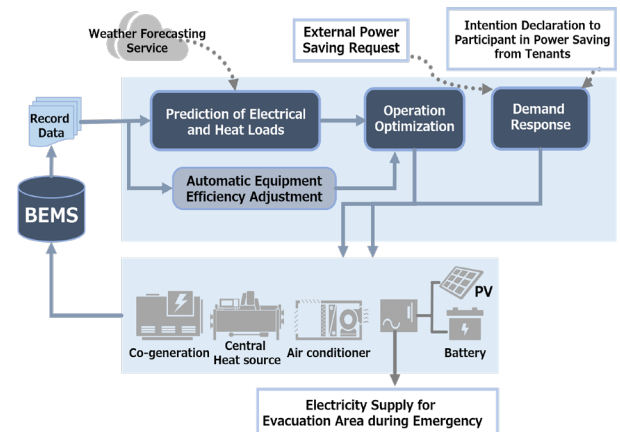 Weather Forecasting
Service
External Power
Saving Request
Intention Declaration to
Participant in Power Saving
from Tenants
Record
Data
Prediction of Electrical
and Heat Loads
Operation
Optimization
Demand
Response
Automatic Equipment
Efficiency Adjustment
BEMS
PV
Co-generation
Central
Heat source
Air conditioner
Battery
Electricity Supply for
Evacuation Area during Emergency